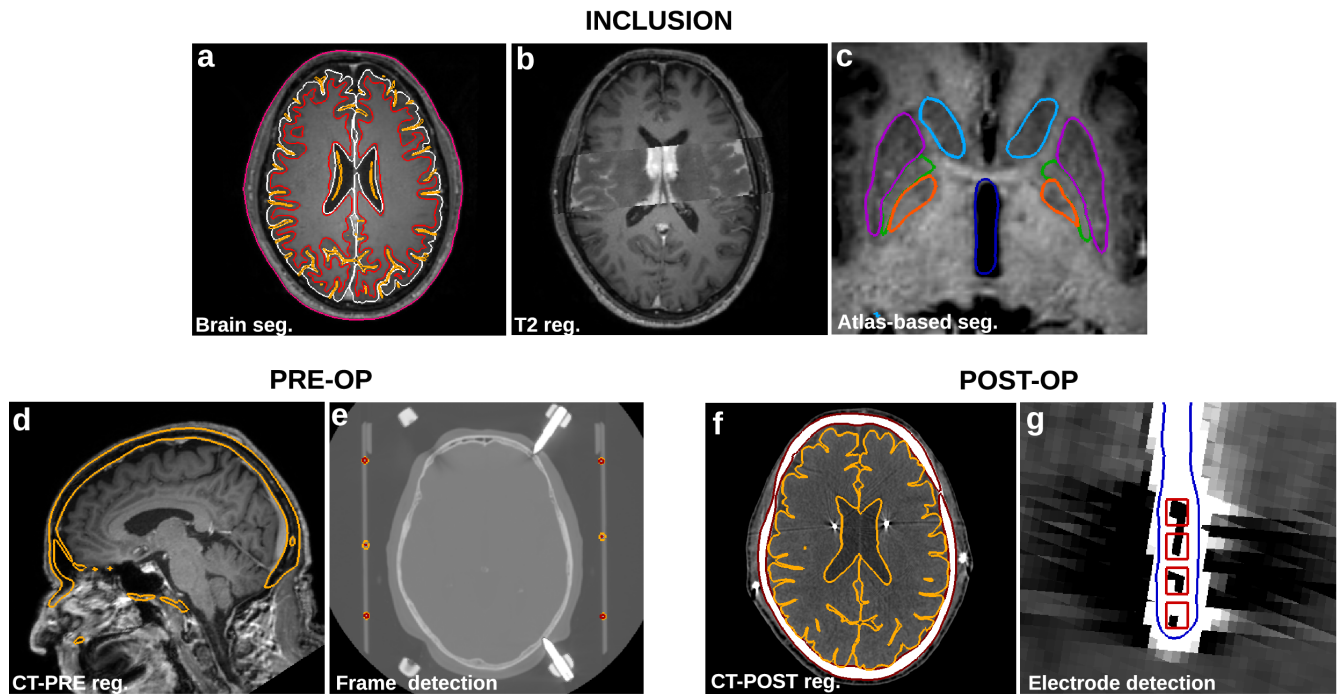 INCLUSION
a
b
c
Brain seg.
T2 reg.
Atlas-based seg.
PRE-OP
POST-OP
d
e
f
g
CT-PRE reg.
Frame detection
CT-POST reg.
Electrode detection